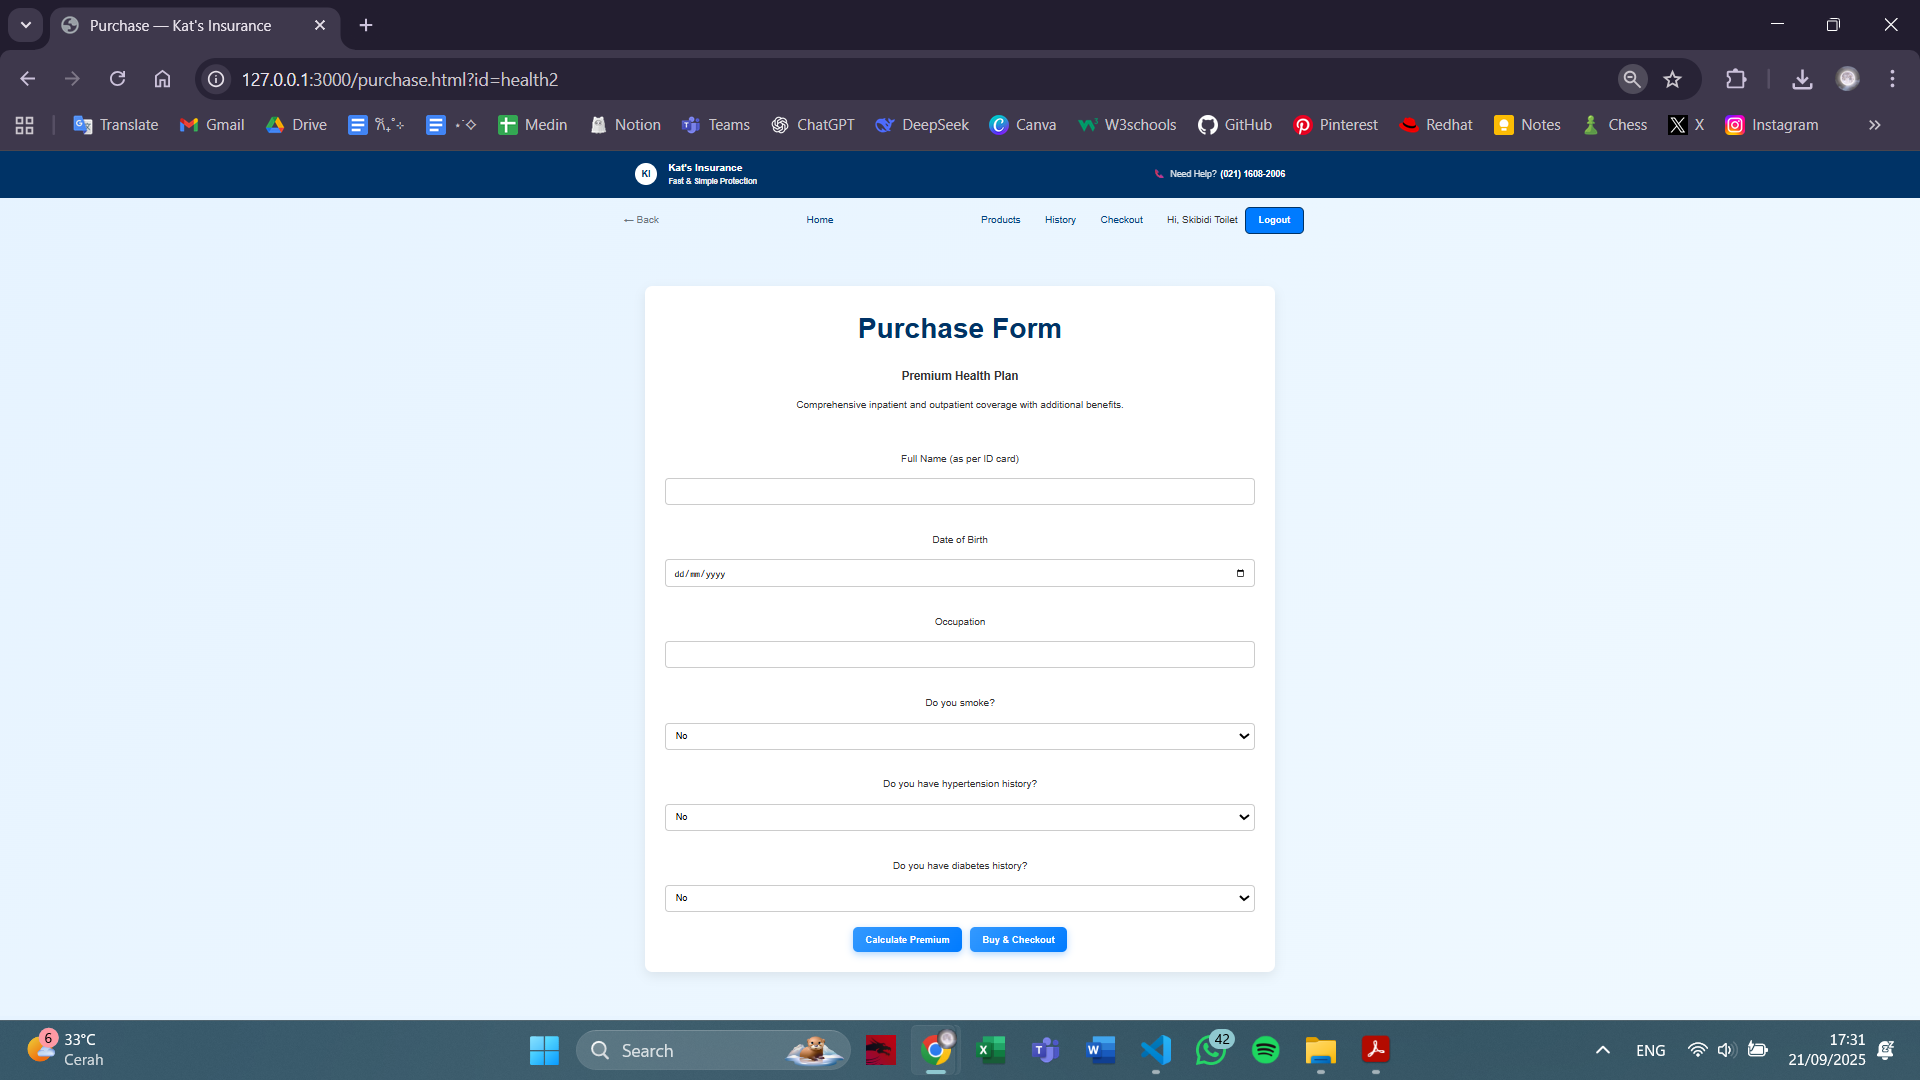 Purchase — Kat's Insurance
127.0.0.1:3000/purchase.html?id=health2
Translate Gmail Drive Medin Notion Teams ChatGPT DeepSeek Canva W3schools GitHub Pinterest Redhat Notes Chess X Instagram
KI
Kat's Insurance
Fast & Simple Protection
Need Help? (021) 1608-2006
← Back Home Products History Checkout Hi, Skibidi Toilet Logout
Purchase Form
Premium Health Plan
Comprehensive inpatient and outpatient coverage with additional benefits.
Full Name (as per ID card)
Date of Birth
dd/mm/yyyy
Occupation
Do you smoke?
No
Do you have hypertension history?
No
Do you have diabetes history?
No
Calculate Premium Buy & Checkout
6
33°C
Cerah
Search
42
ENG
17:31
21/09/2025